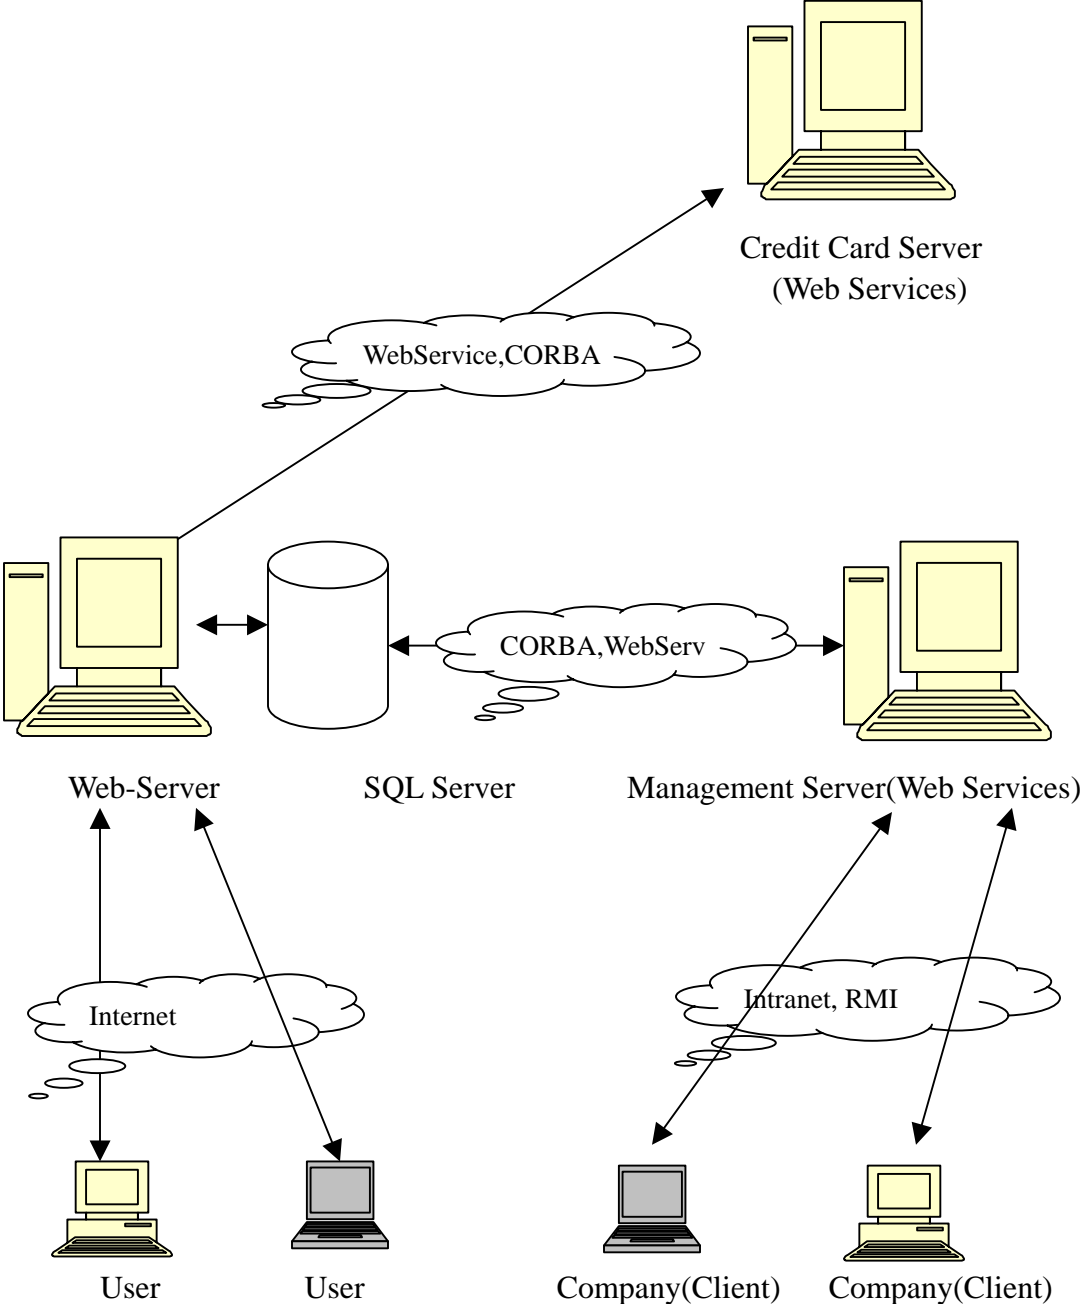 Credit Card Server
(Web Services)
WebService,CORBA
CORBA,WebServ
Web-Server
SQL Server
Management Server(Web Services)
Internet
Intranet, RMI
User
User
Company(Client)
Company(Client)